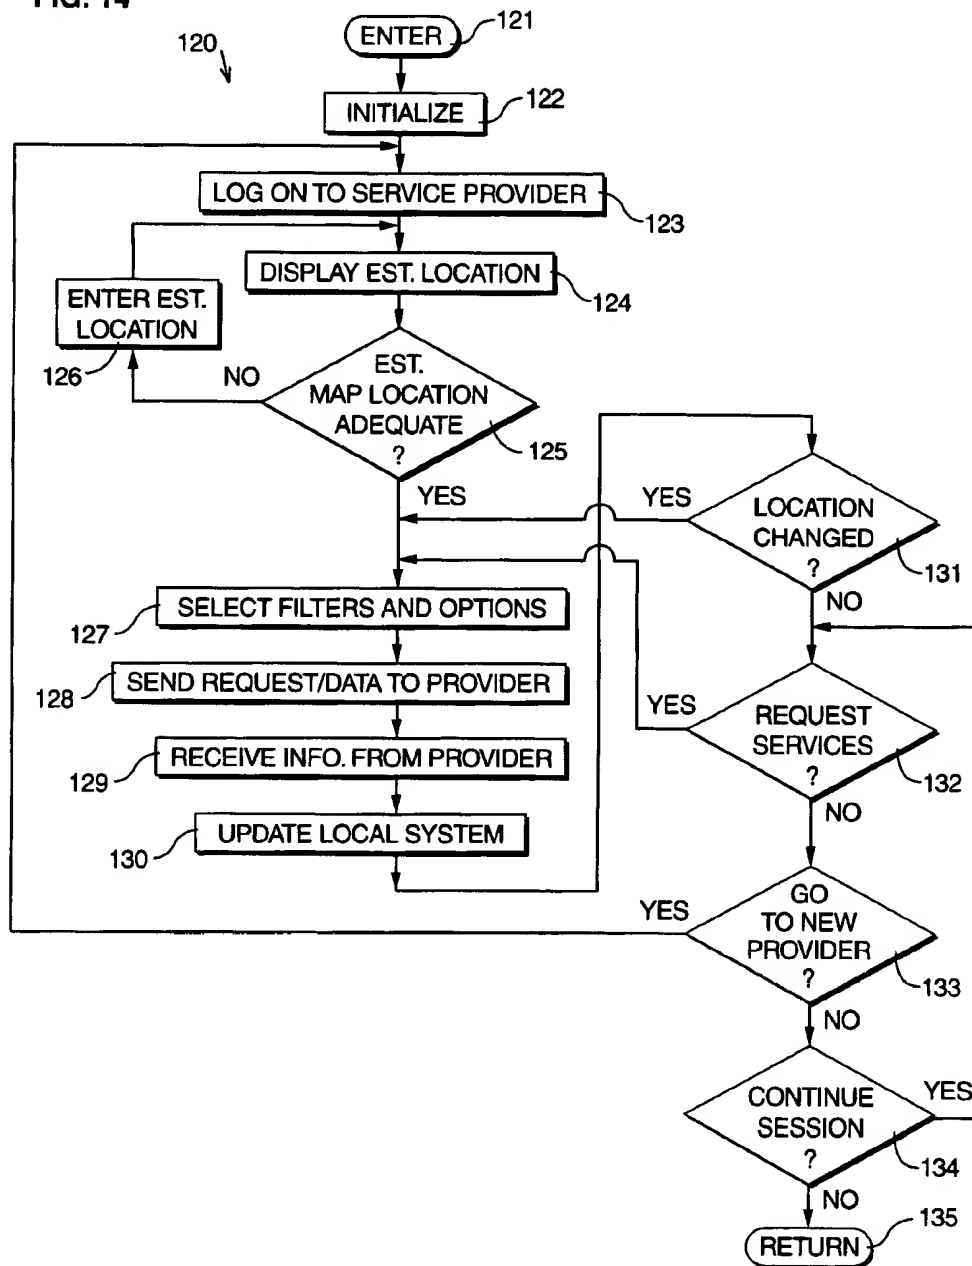 FIG. 14
120
ENTER
121
INITIALIZE
122
LOG ON TO SERVICE PROVIDER
123
DISPLAY EST. LOCATION
124
ENTER EST.
LOCATION
126
NO
EST.
MAP LOCATION
ADEQUATE
?
125
YES
SELECT FILTERS AND OPTIONS
127
SEND REQUEST/DATA TO PROVIDER
128
RECEIVE INFO. FROM PROVIDER
129
UPDATE LOCAL SYSTEM
130
YES
LOCATION
CHANGED
?
131
NO
YES
REQUEST
SERVICES
?
132
NO
YES
GO
TO NEW
PROVIDER
?
133
NO
CONTINUE
SESSION
?
YES
134
NO
RETURN
135